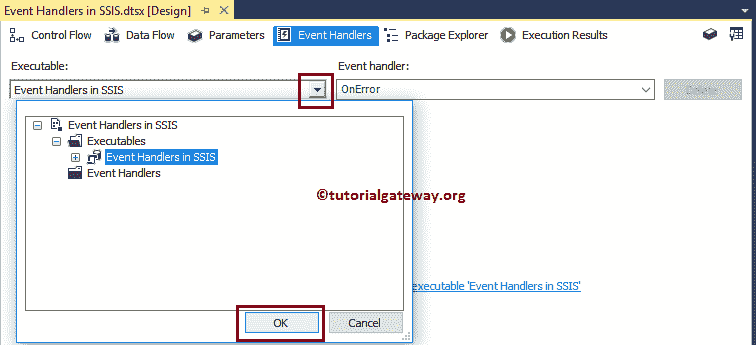 Event Handlers in SSIS.dtsx [Design]
Control Flow Data Flow Parameters Event Handlers Package Explorer Execution Results
Executable: Event handler:
Event Handlers in SSIS OnError Delete
Event Handlers in SSIS
Executables
Event Handlers in SSIS
Event Handlers
©tutorialgateway.org
executable 'Event Handlers in SSIS'
OK Cancel